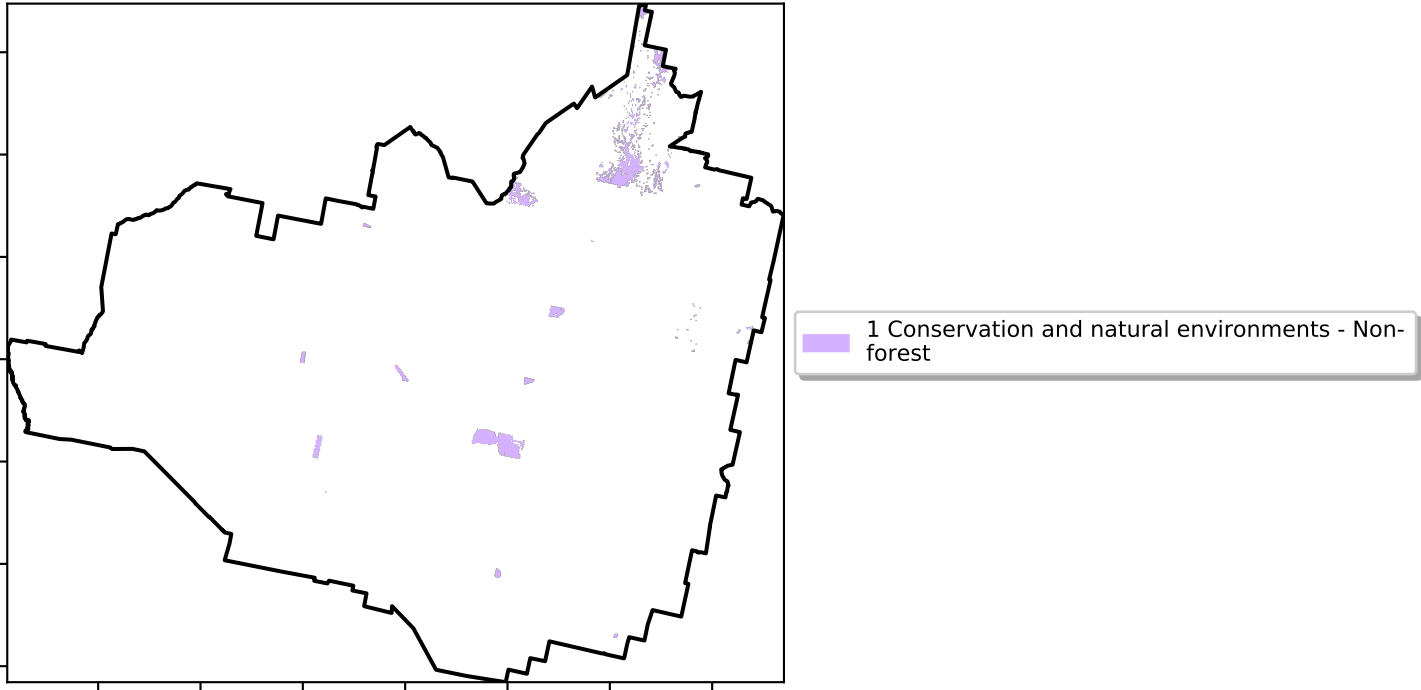 1 Conservation and natural environments - Non-
forest